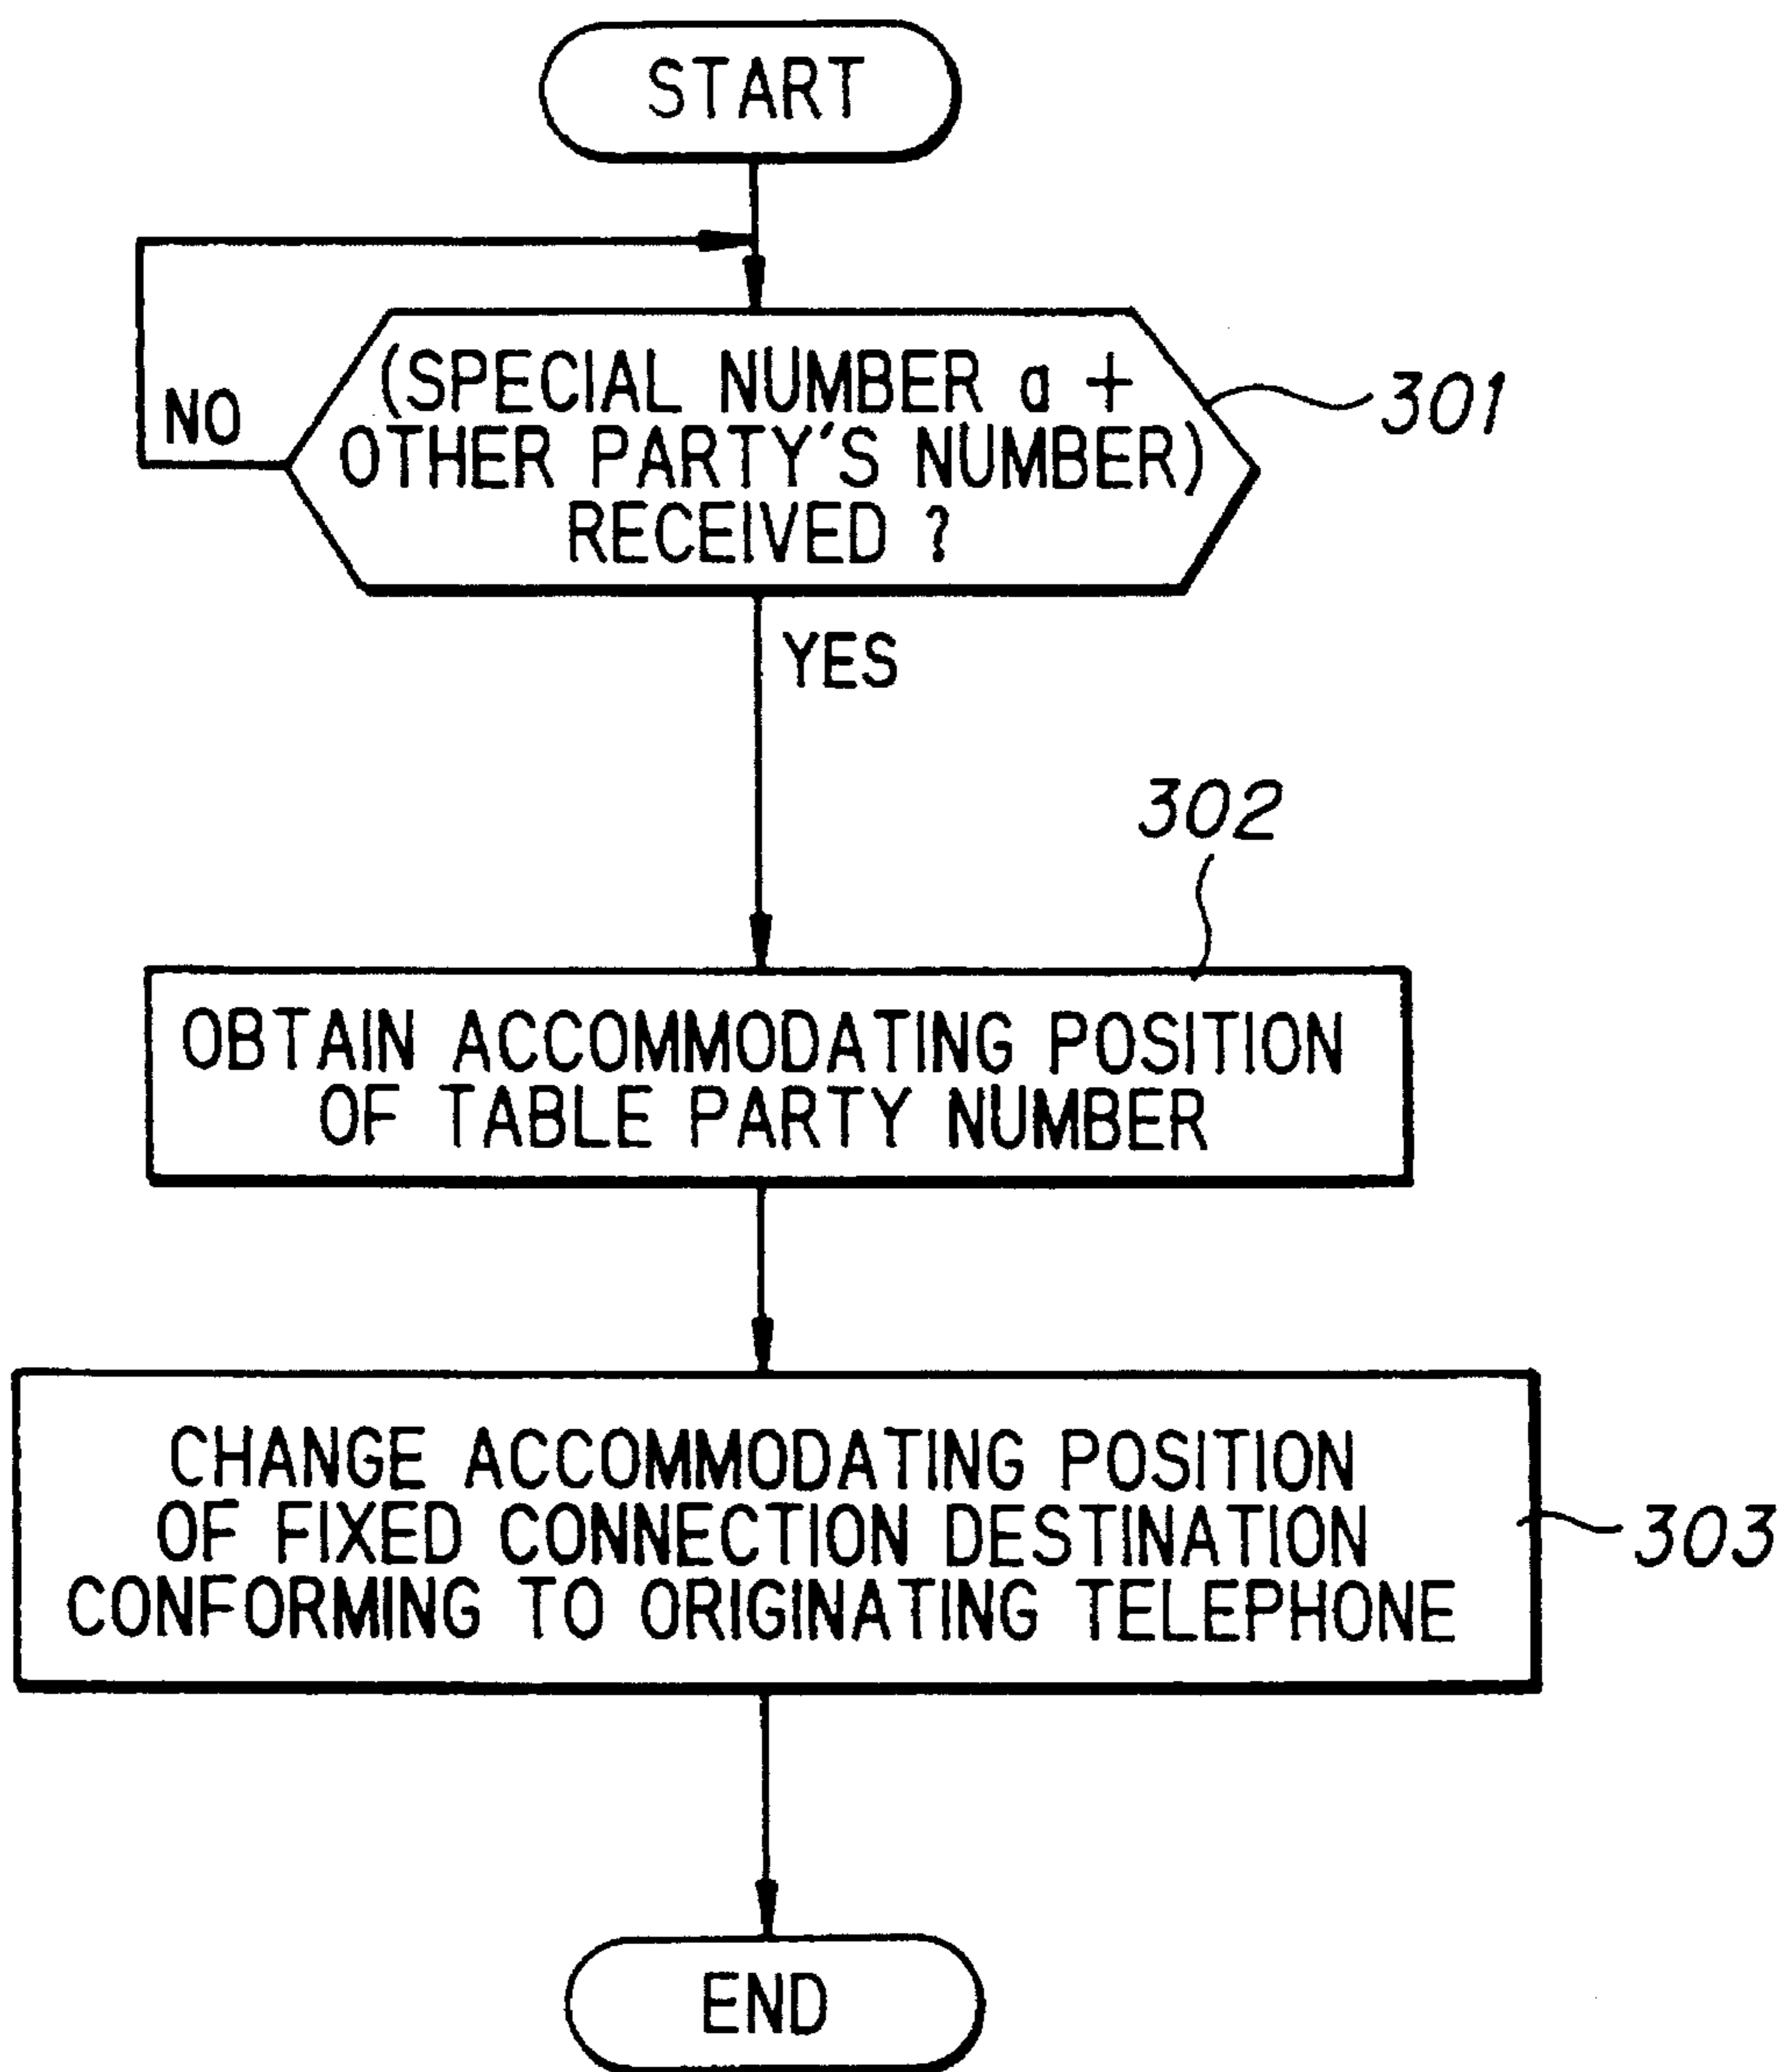 START
(SPECIAL NUMBER a +
OTHER PARTY'S NUMBER)
RECEIVED ?
301
NO
YES
302
OBTAIN ACCOMMODATING POSITION
OF TABLE PARTY NUMBER
CHANGE ACCOMMODATING POSITION
OF FIXED CONNECTION DESTINATION
CONFORMING TO ORIGINATING TELEPHONE
303
END